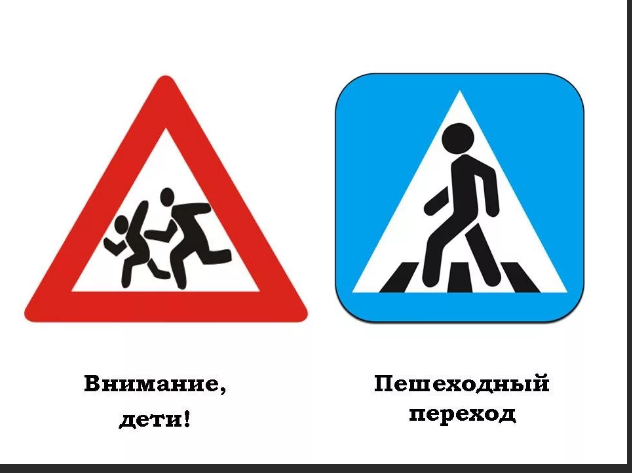 Внимание,
дети!
Пешеходный
переход